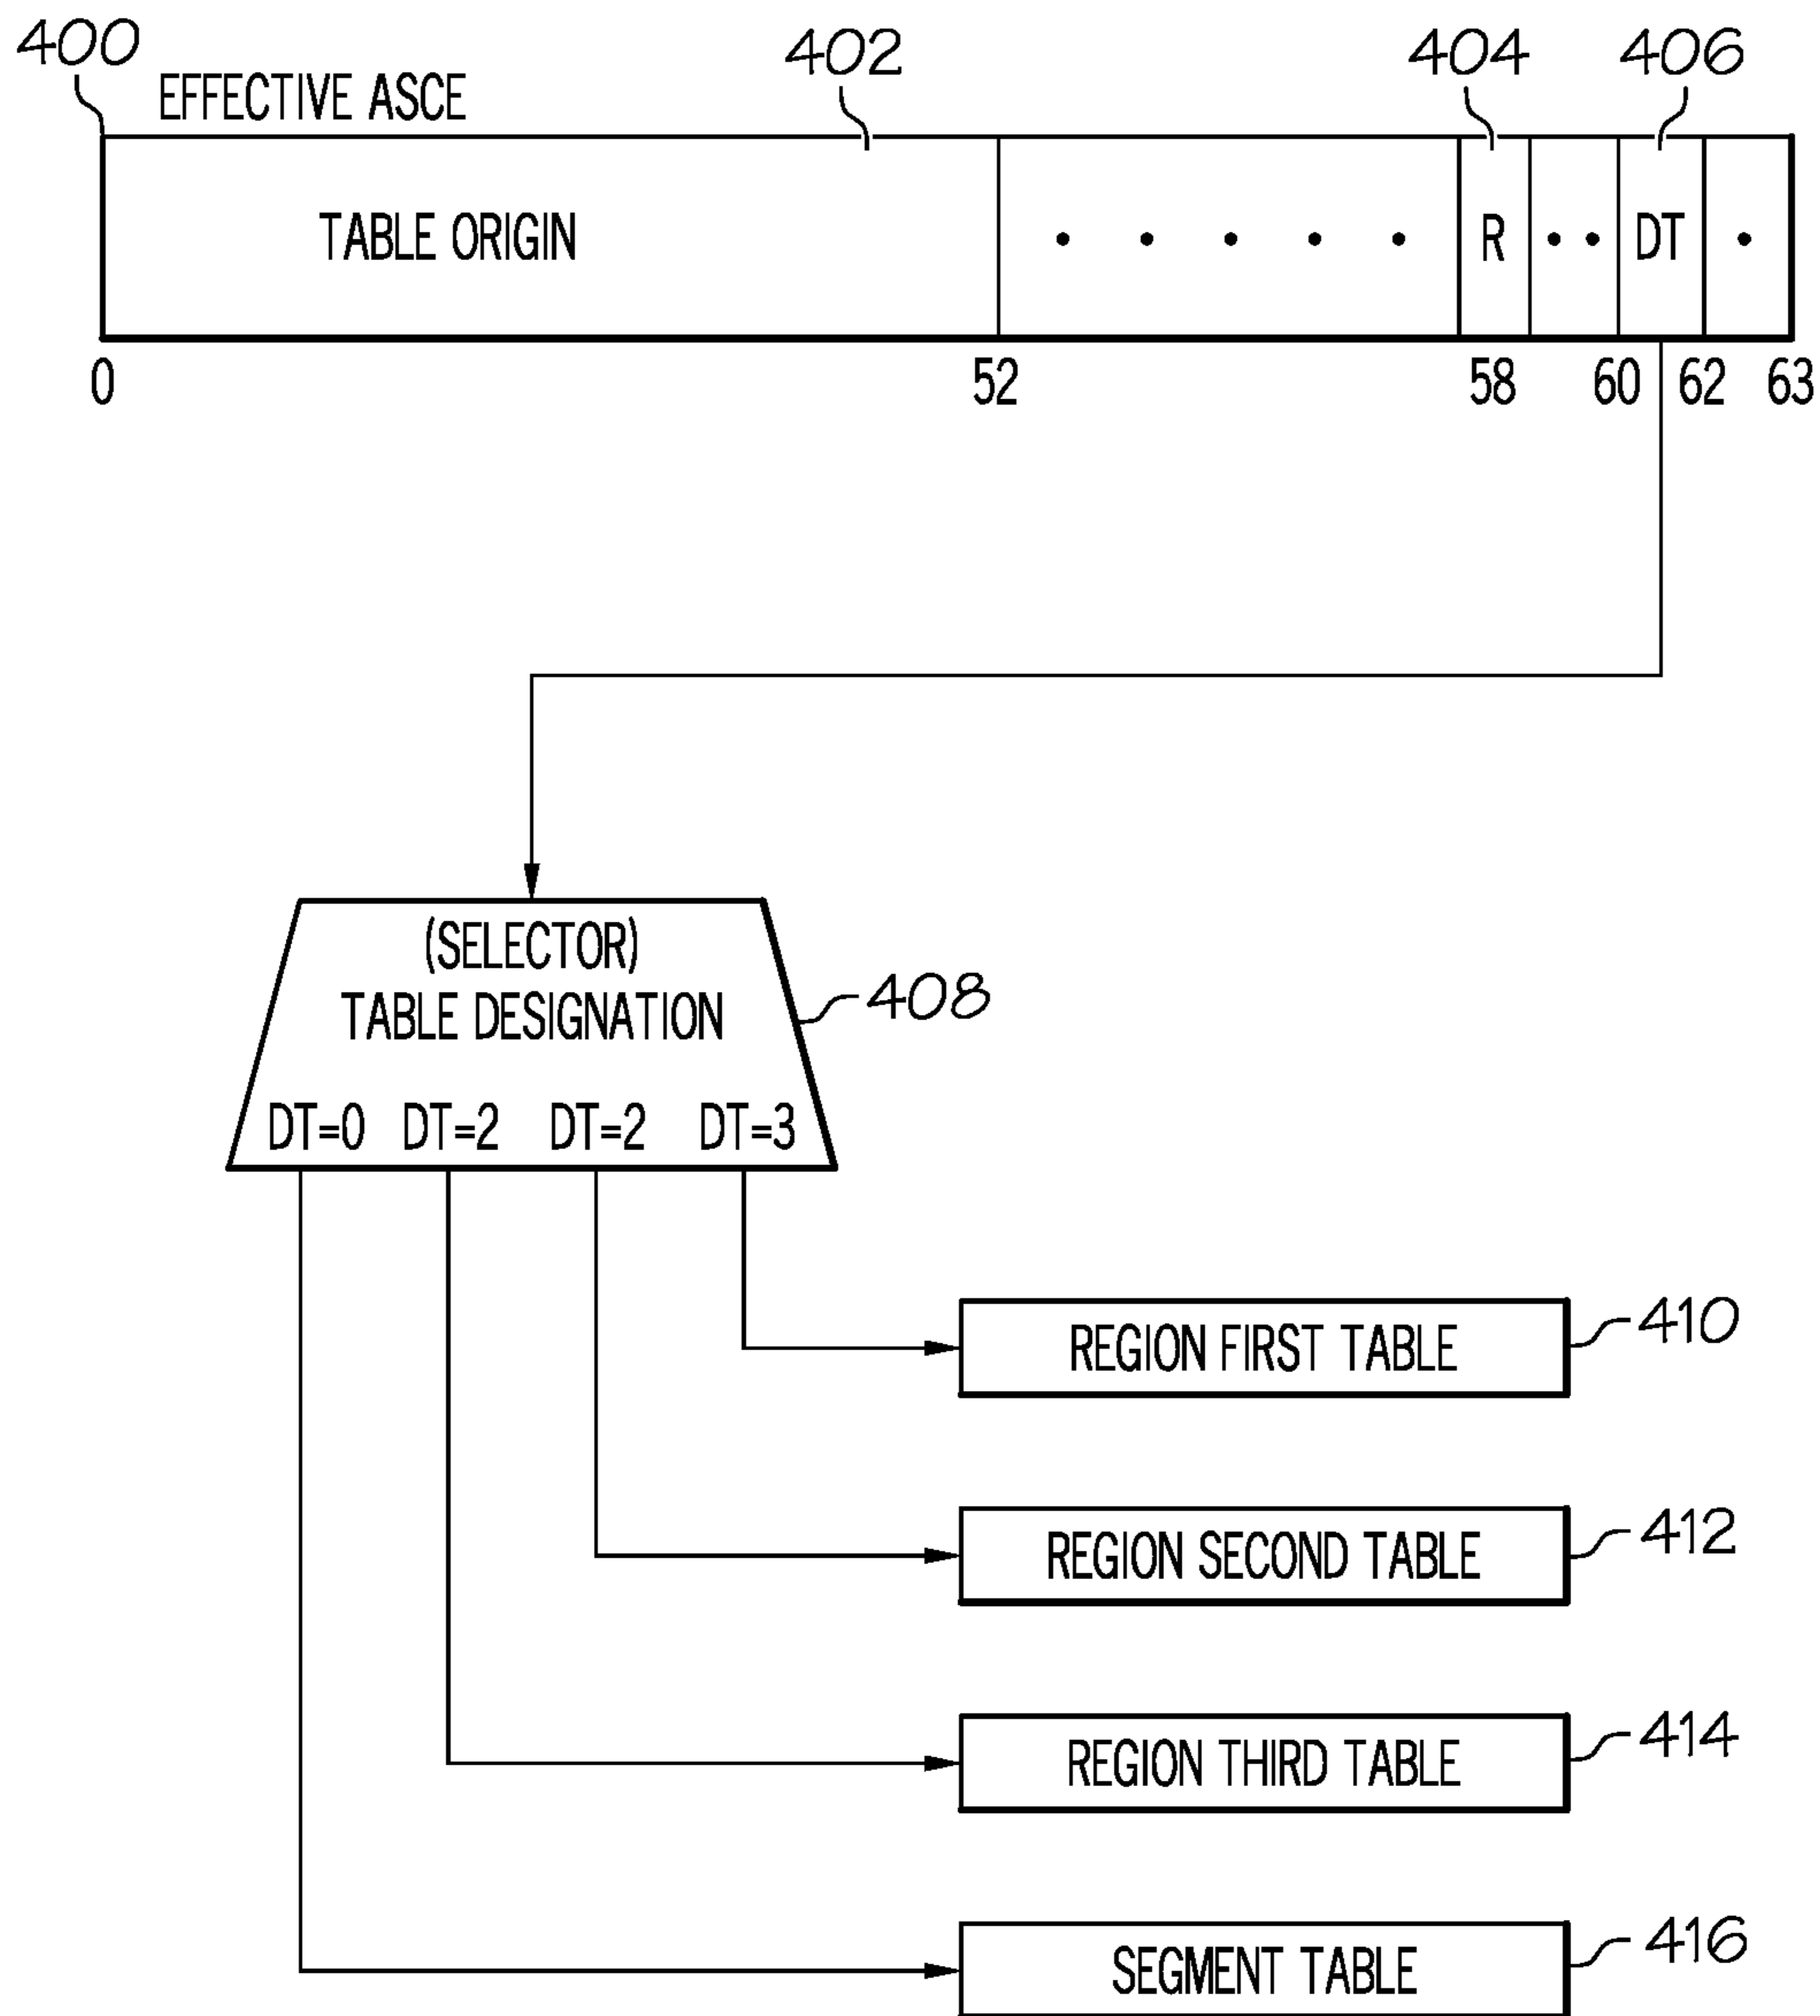 400 402 404 406
EFFECTIVE ASCE
TABLE ORIGIN • • • • • R • • DT •
0 52 58 60 62 63
(SELECTOR)
TABLE DESIGNATION
408
DT=0 DT=2 DT=2 DT=3
REGION FIRST TABLE 410
REGION SECOND TABLE 412
REGION THIRD TABLE 414
SEGMENT TABLE 416